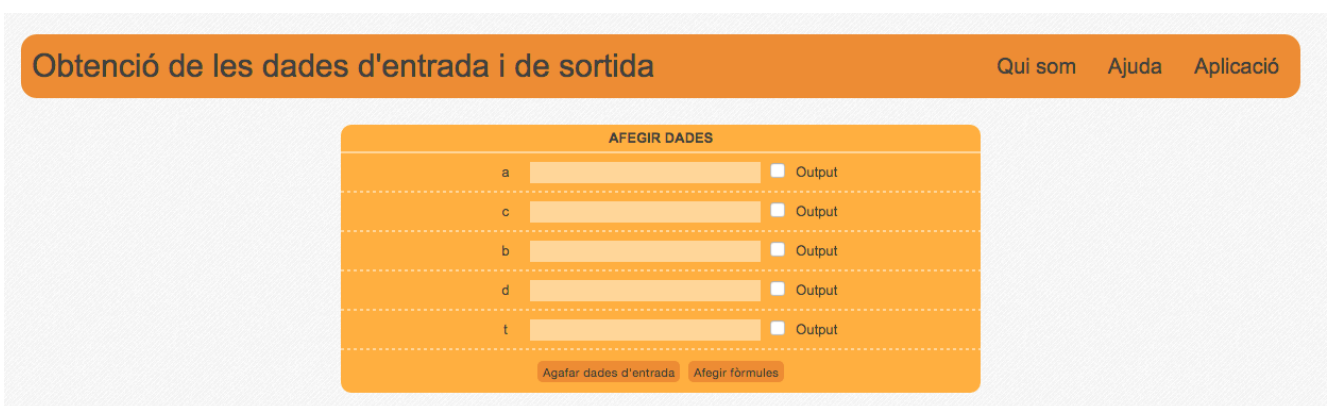 Obtenció de les dades d'entrada i de sortida Qui som Ajuda Aplicació
AFEGIR DADES
a Output
c Output
b Output
d Output
t Output
Agafar dades d'entrada Afegir fòrmules